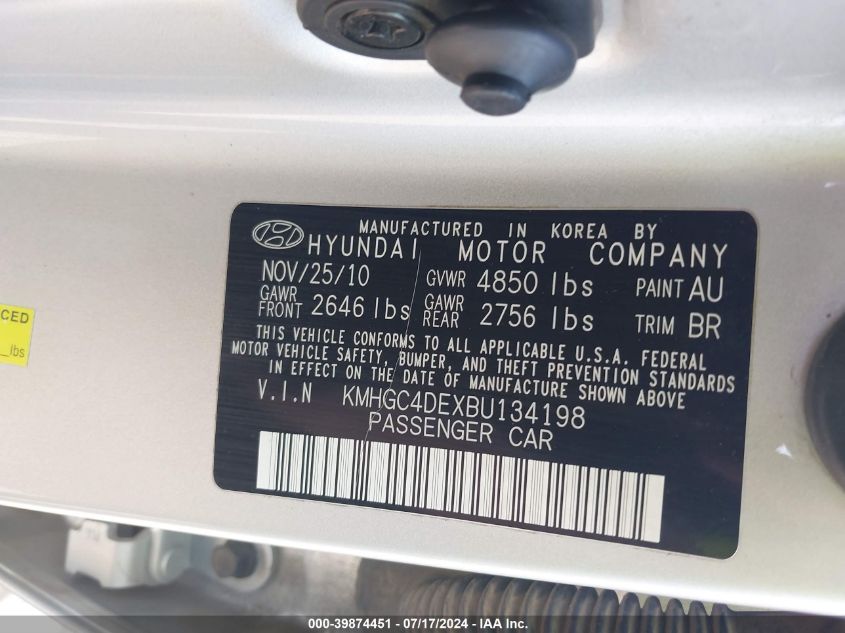 MANUFACTURED IN KOREA BY
HYUNDAI MOTOR COMPANY
NOV/25/10 GVWR 4850 lbs PAINT AU
GAWR FRONT 2646 lbs GAWR REAR 2756 lbs TRIM BR
THIS VEHICLE CONFORMS TO ALL APPLICABLE U.S.A. FEDERAL
MOTOR VEHICLE SAFETY, BUMPER, AND THEFT PREVENTION STANDARDS
IN EFFECT ON THE DATE OF MANUFACTURE SHOWN ABOVE
V.I.N KMHGC4DEXBU134198
PASSENGER CAR
CED
lbs
000-39874451 / 07/17/2024 - IAA Inc.